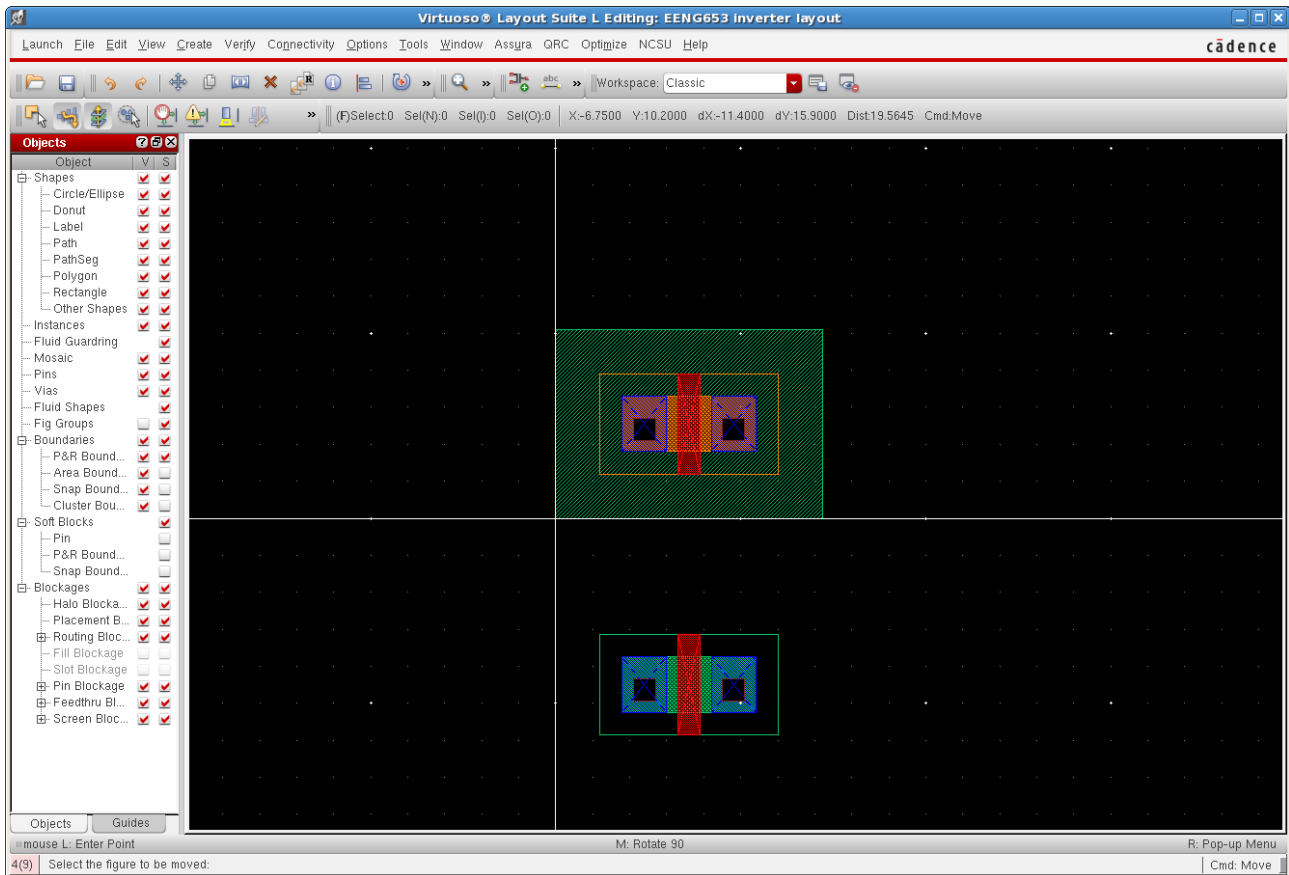 Virtuoso® Layout Suite L Editing: EENG653 inverter layout
Launch File Edit View Create Verify Connectivity Options Tools Window Assura QRC Optimize NCSU Help
cādence
» » abc » Workspace: Classic
» (F)Select:0 Sel(N):0 Sel(I):0 Sel(O):0 X:-6.7500 Y:10.2000 dX:-11.4000 dY:15.9000 Dist:19.5645 Cmd:Move
Objects
Object V S
Shapes
Circle/Ellipse
Donut
Label
Path
PathSeg
Polygon
Rectangle
Other Shapes
Instances
Fluid Guardring
Mosaic
Pins
Vias
Fluid Shapes
Fig Groups
Boundaries
P&R Bound...
Area Bound...
Snap Bound...
Cluster Bou...
Soft Blocks
Pin
P&R Bound...
Snap Bound...
Blockages
Halo Blocka...
Placement B...
Routing Bloc...
Fill Blockage
Slot Blockage
Pin Blockage
Feedthru Bl...
Screen Bloc...
Objects Guides
mouse L: Enter Point M: Rotate 90 R: Pop-up Menu
4(9) Select the figure to be moved: Cmd: Move